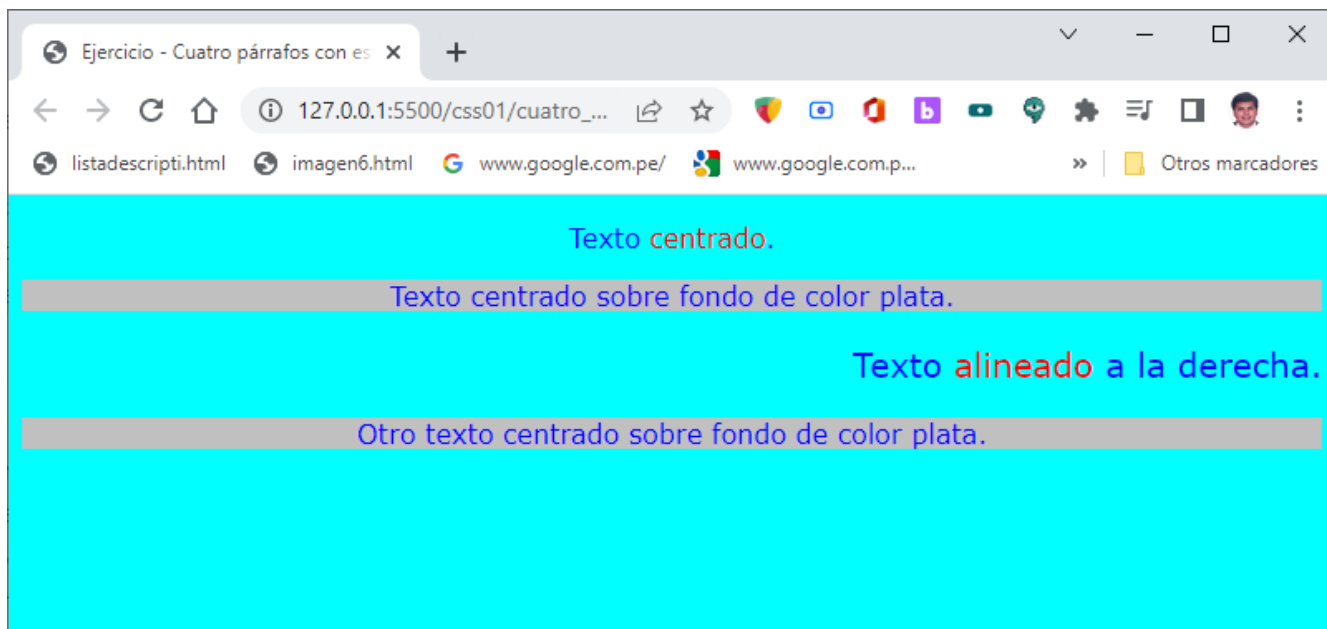 Ejercicio - Cuatro párrafos con es
127.0.0.1:5500/css01/cuatro_...
listadescripti.html imagen6.html www.google.com.pe/ www.google.com.p... » Otros marcadores
Texto centrado.
Texto centrado sobre fondo de color plata.
Texto alineado a la derecha.
Otro texto centrado sobre fondo de color plata.